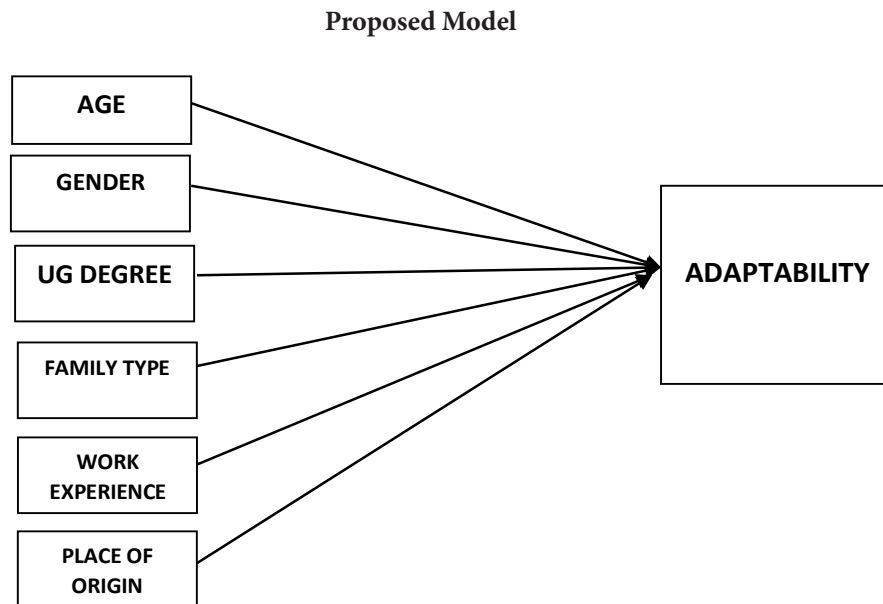 Proposed Model
AGE
GENDER
UG DEGREE
ADAPTABILITY
FAMILY TYPE
WORK
EXPERIENCE
PLACE OF
ORIGIN